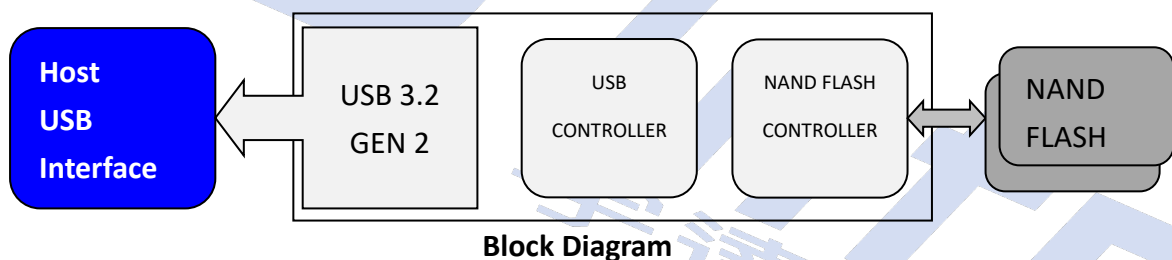 Host
USB
Interface
USB 3.2
GEN 2
USB
CONTROLLER
NAND FLASH
CONTROLLER
NAND
FLASH
Block Diagram